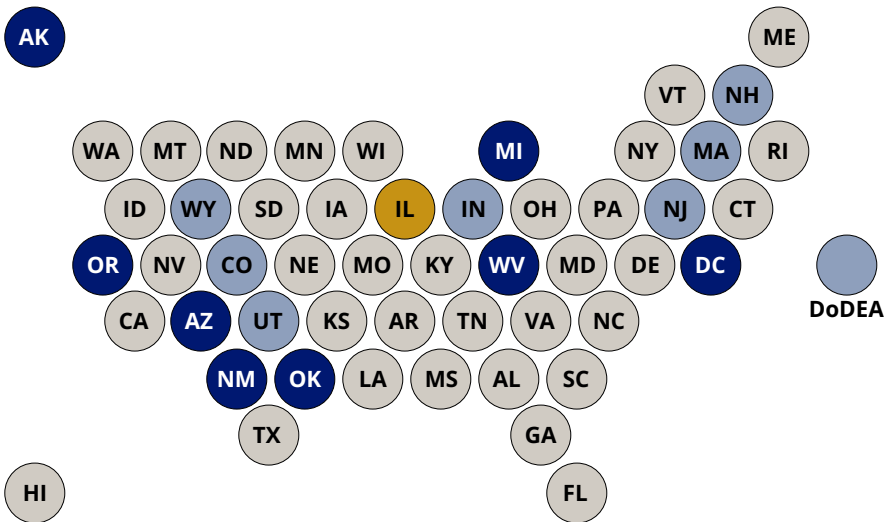 AK ME
VT NH
WA MT ND MN WI MI NY MA RI
ID WY SD IA IL IN OH PA NJ CT
OR NV CO NE MO KY WV MD DE DC
DoDEA
CA AZ UT KS AR TN VA NC
NM OK LA MS AL SC
TX GA
HI FL